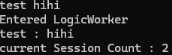 test hihi
Entered LogicWorker
test : hihi
current Session Count : 2